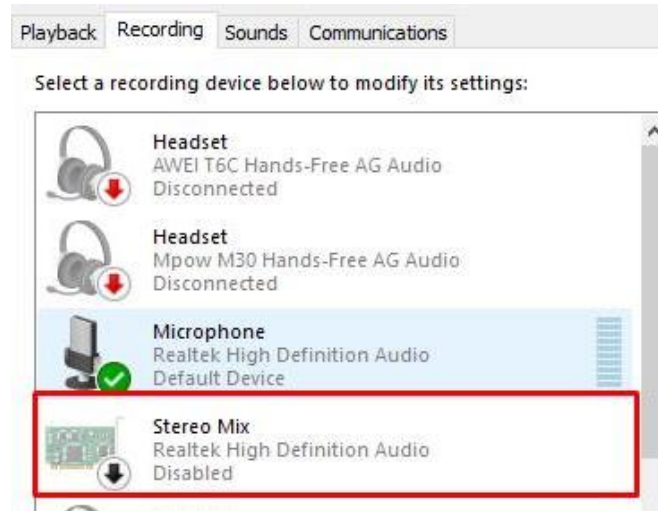 Playback Recording Sounds Communications
Select a recording device below to modify its settings:
Headset
AWEI T6C Hands-Free AG Audio
Disconnected
Headset
Mpow M30 Hands-Free AG Audio
Disconnected
Microphone
Realtek High Definition Audio
Default Device
Stereo Mix
Realtek High Definition Audio
Disabled